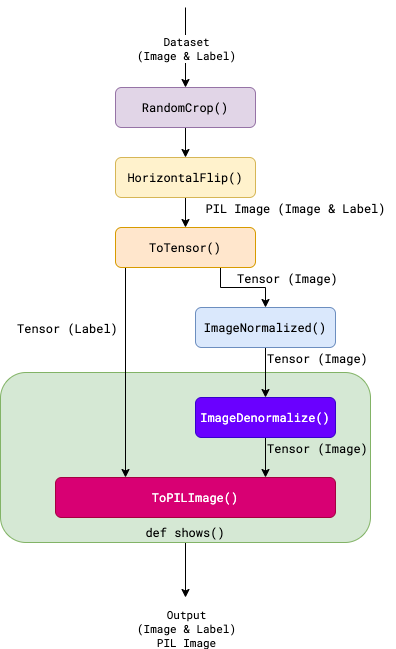 Dataset
(Image & Label)
RandomCrop()
HorizontalFlip()
PIL Image (Image & Label)
ToTensor()
Tensor (Image)
ImageNormalized()
Tensor (Label)
Tensor (Image)
ImageDenormalize()
Tensor (Image)
ToPILImage()
def shows()
Output
(Image & Label)
PIL Image